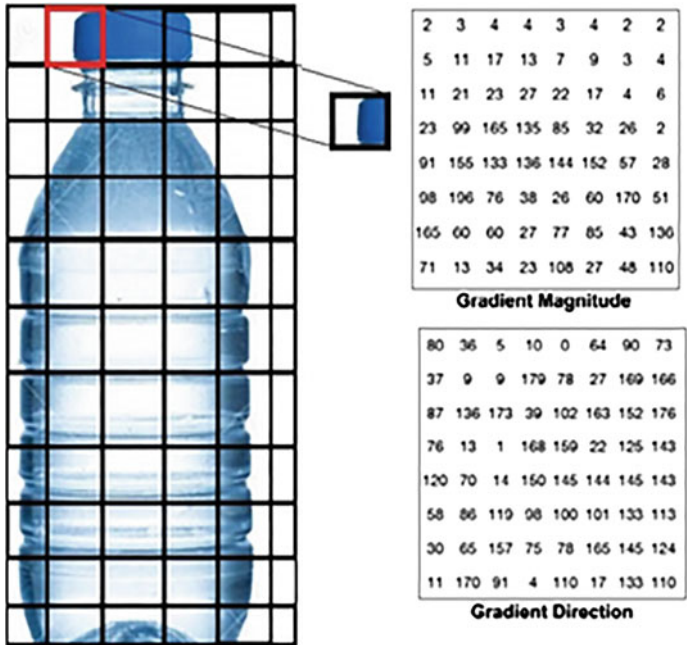 2 3 4 4 3 4 2 2
5 11 17 13 7 9 3 4
11 21 23 27 22 17 4 6
23 99 165 135 85 32 26 2
91 155 133 136 144 152 57 28
98 196 76 38 26 60 170 51
165 60 60 27 77 85 43 136
71 13 34 23 108 27 48 110
Gradient Magnitude
80 36 5 10 0 64 90 73
37 9 9 179 78 27 169 166
87 136 173 39 102 163 152 176
76 13 1 168 159 22 125 143
120 70 14 150 145 144 145 143
58 86 119 98 100 101 133 113
30 65 157 75 78 165 145 124
11 170 91 4 110 17 133 110
Gradient Direction